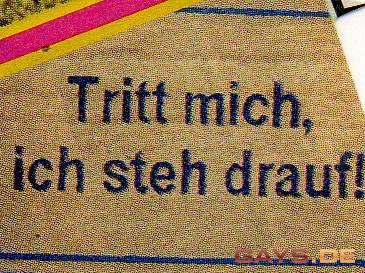 Tritt mich,
ich steh drauf!
GAYS.DE